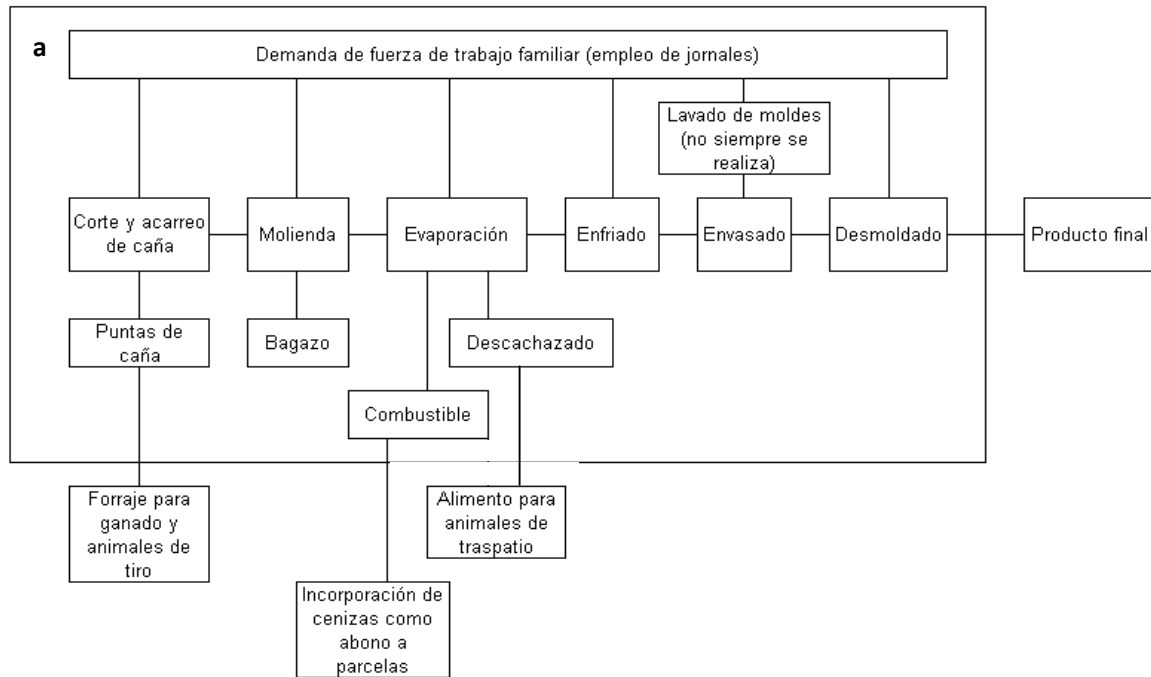 a
Demanda de fuerza de trabajo familiar (empleo de jornales)
Lavado de moldes
(no siempre se
realiza)
Corte y acarreo
de caña
Molienda
Evaporación
Enfriado
Envasado
Desmoldado
Producto final
Puntas de
caña
Bagazo
Descachazado
Combustible
Forraje para
ganado y
animales de
tiro
Alimento para
animales de
traspatio
Incorporación de
cenizas como
abono a
parcelas